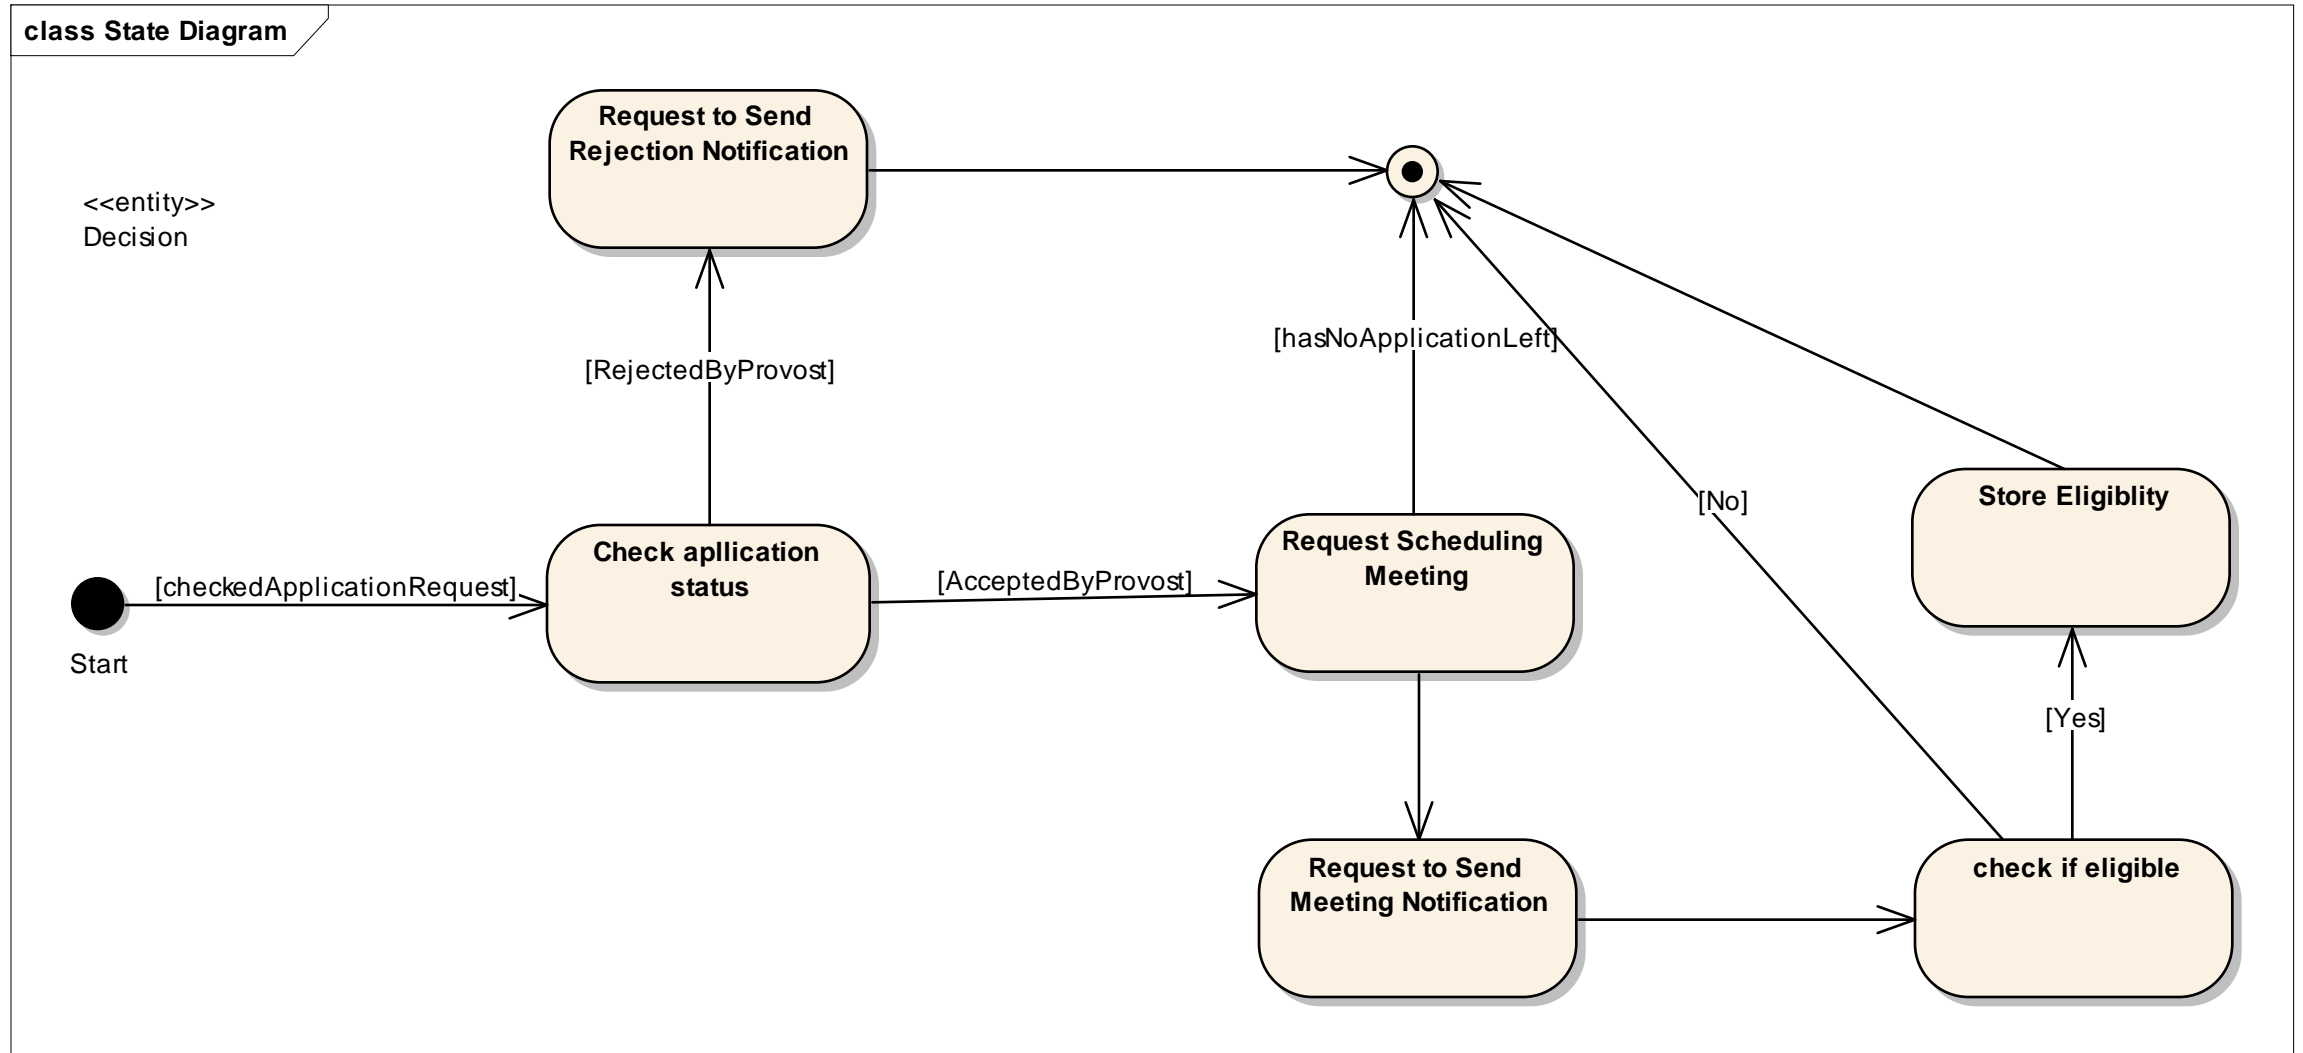 class State Diagram
Request to Send
Rejection Notification
<<entity>>
Decision
[hasNoApplicationLeft]
[RejectedByProvost]
[No]
Store Eligiblity
Check apllication
status
Request Scheduling
Meeting
[checkedApplicationRequest]
[AcceptedByProvost]
Start
[Yes]
Request to Send
Meeting Notification
check if eligible